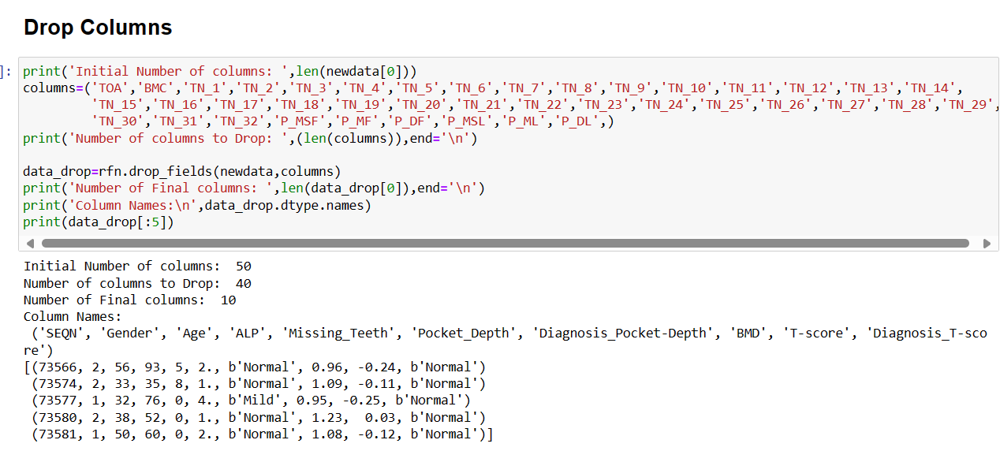 Drop Columns
]: print('Initial Number of columns: ',len(newdata[0]))
columns=('TOA','BMC','TN_1','TN_2','TN_3','TN_4','TN_5','TN_6','TN_7','TN_8','TN_9','TN_10','TN_11','TN_12','TN_13','TN_14',
'TN_15','TN_16','TN_17','TN_18','TN_19','TN_20','TN_21','TN_22','TN_23','TN_24','TN_25','TN_26','TN_27','TN_28','TN_29',
'TN_30','TN_31','TN_32','P_MSF','P_MF','P_DF','P_MSL','P_ML','P_DL',)
print('Number of columns to Drop: ',(len(columns)),end='\n')
data_drop=rfn.drop_fields(newdata,columns)
print('Number of Final columns: ',len(data_drop[0]),end='\n')
print('Column Names:\n',data_drop.dtype.names)
print(data_drop[:5])
Initial Number of columns:  50
Number of columns to Drop:  40
Number of Final columns:  10
Column Names:
('SEQN', 'Gender', 'Age', 'ALP', 'Missing_Teeth', 'Pocket_Depth', 'Diagnosis_Pocket-Depth', 'BMD', 'T-score', 'Diagnosis_T-sco
re')
[(73566, 2, 56, 93, 5, 2., b'Normal', 0.96, -0.24, b'Normal')
(73574, 2, 33, 35, 8, 1., b'Normal', 1.09, -0.11, b'Normal')
(73577, 1, 32, 76, 0, 4., b'Mild', 0.95, -0.25, b'Normal')
(73580, 2, 38, 52, 0, 1., b'Normal', 1.23,  0.03, b'Normal')
(73581, 1, 50, 60, 0, 2., b'Normal', 1.08, -0.12, b'Normal')]